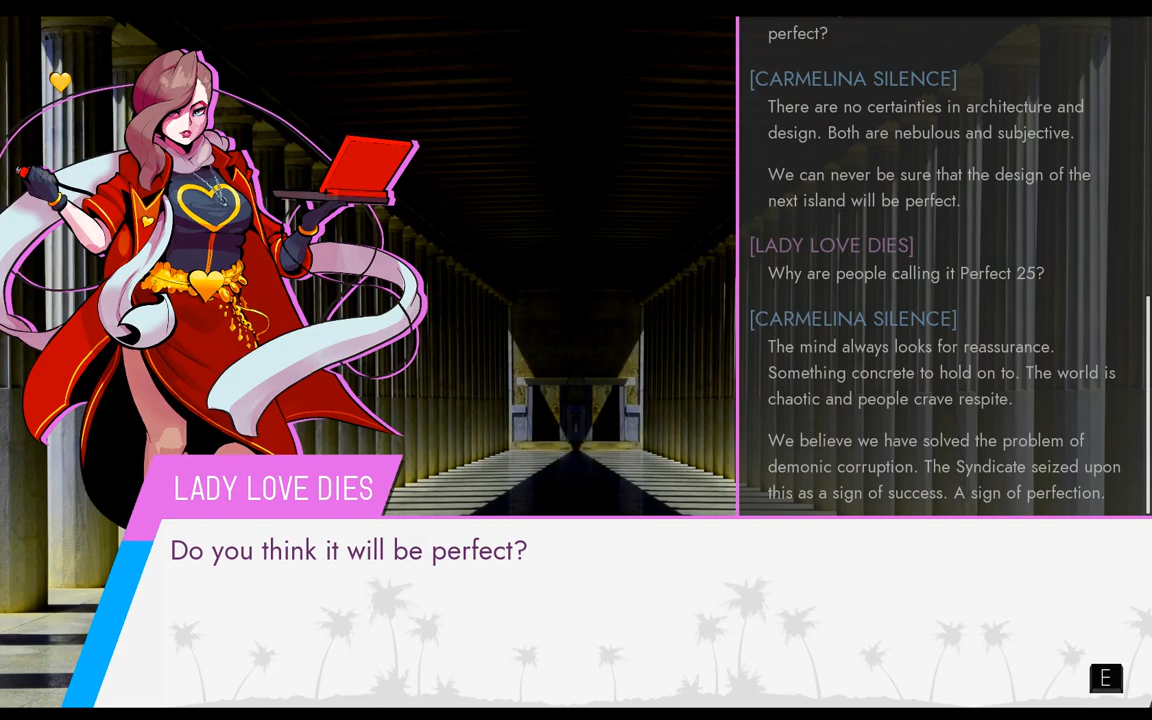 perfect?
[CARMELINA SILENCE]
There are no certainties in architecture and
design. Both are nebulous and subjective.
We can never be sure that the design of the
next island will be perfect.
[LADY LOVE DIES]
Why are people calling it Perfect 25?
[CARMELINA SILENCE]
The mind always looks for reassurance.
Something concrete to hold on to. The world is
chaotic and people crave respite.
We believe we have solved the problem of
demonic corruption. The Syndicate seized upon
this as a sign of success. A sign of perfection.
LADY LOVE DIES
Do you think it will be perfect?
E